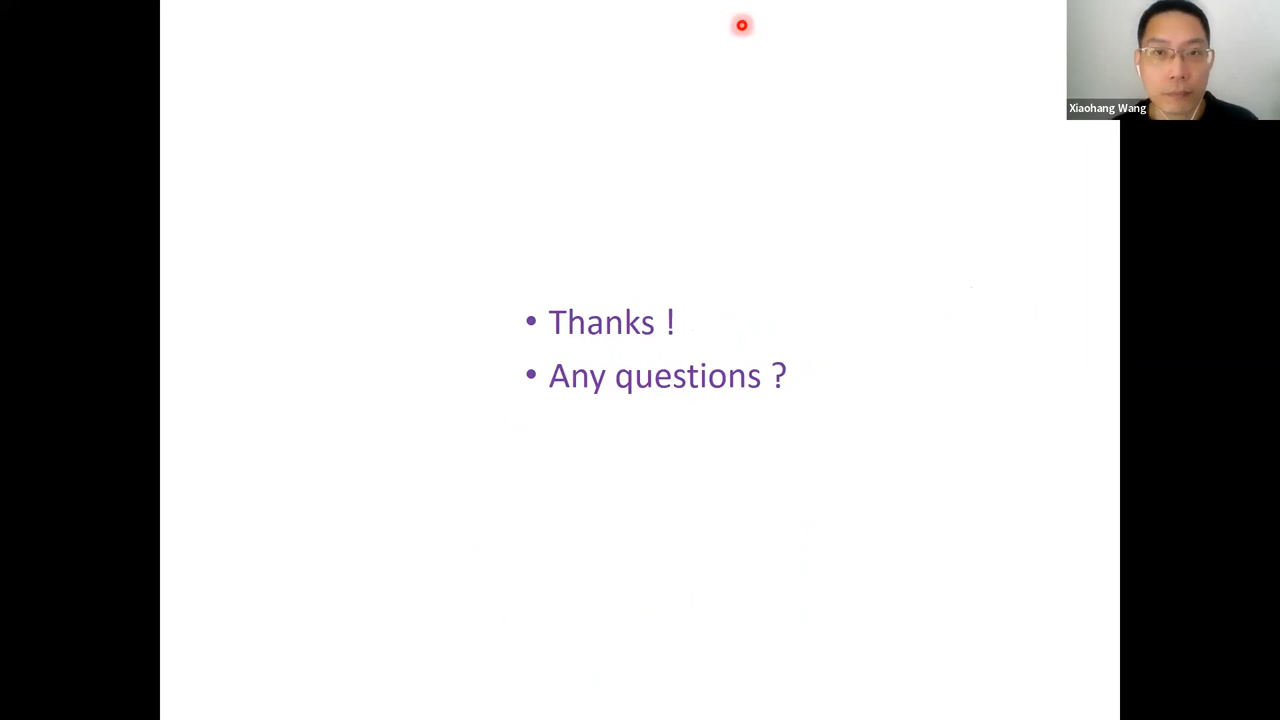 Xiaohang Wang
• Thanks !
• Any questions ?